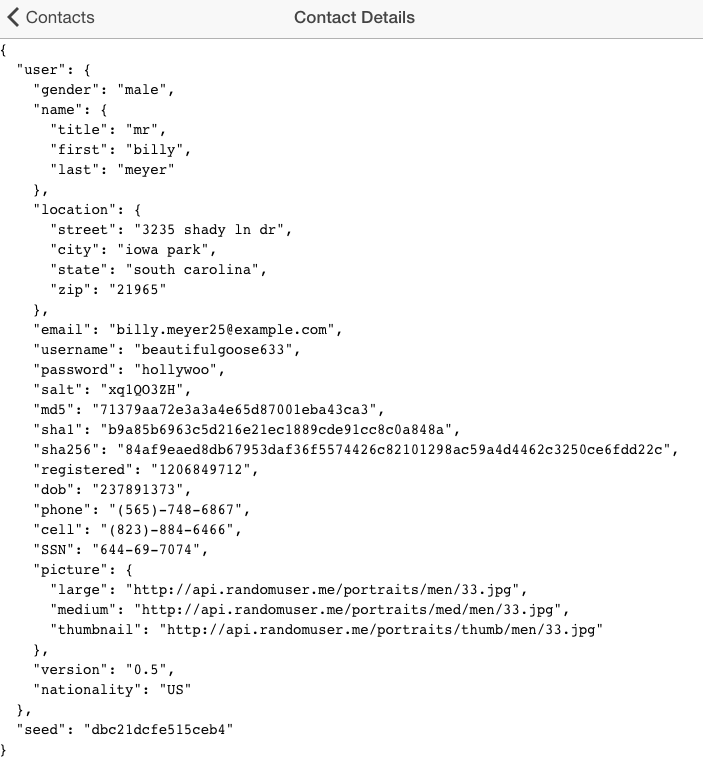 Contacts
Contact Details
{
  "user": {
    "gender": "male",
    "name": {
      "title": "mr",
      "first": "billy",
      "last": "meyer"
    },
    "location": {
      "street": "3235 shady ln dr",
      "city": "iowa park",
      "state": "south carolina",
      "zip": "21965"
    },
    "email": "billy.meyer25@example.com",
    "username": "beautifulgoose633",
    "password": "hollywoo",
    "salt": "xq1QO3ZH",
    "md5": "71379aa72e3a3a4e65d87001eba43ca3",
    "sha1": "b9a85b6963c5d216e21ec1889cde91cc8c0a848a",
    "sha256": "84af9eaed8db67953daf36f5574426c82101298ac59a4d4462c3250ce6fdd22c",
    "registered": "1206849712",
    "dob": "237891373",
    "phone": "(565)-748-6867",
    "cell": "(823)-884-6466",
    "SSN": "644-69-7074",
    "picture": {
      "large": "http://api.randomuser.me/portraits/men/33.jpg",
      "medium": "http://api.randomuser.me/portraits/med/men/33.jpg",
      "thumbnail": "http://api.randomuser.me/portraits/thumb/men/33.jpg"
    },
    "version": "0.5",
    "nationality": "US"
  },
  "seed": "dbc21dcfe515ceb4"
}